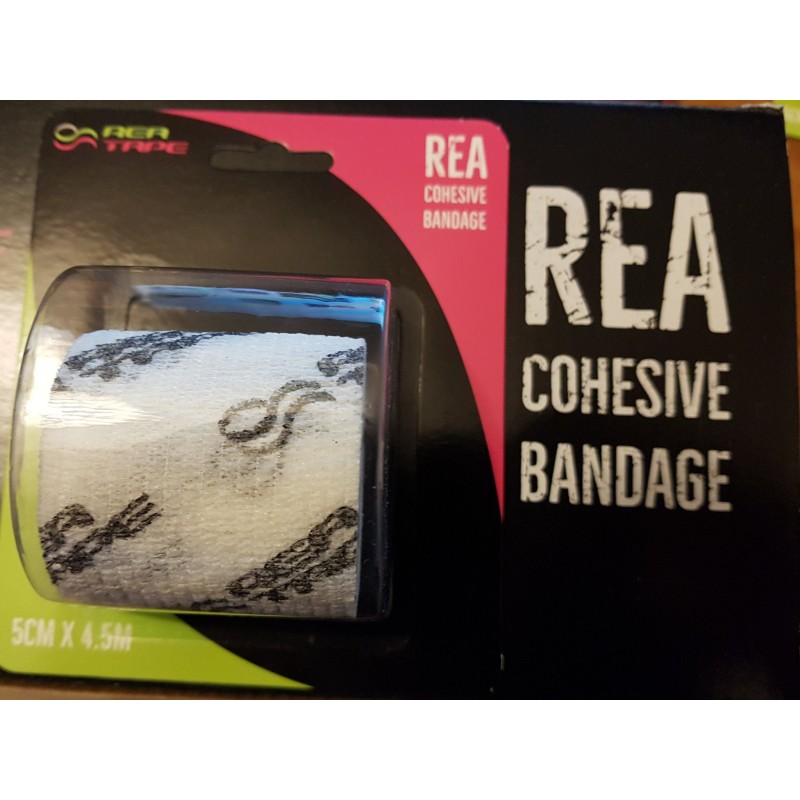 REA
TAPE
REA
COHESIVE
BANDAGE
5CM X 4.5M
REA
COHESIVE
BANDAGE